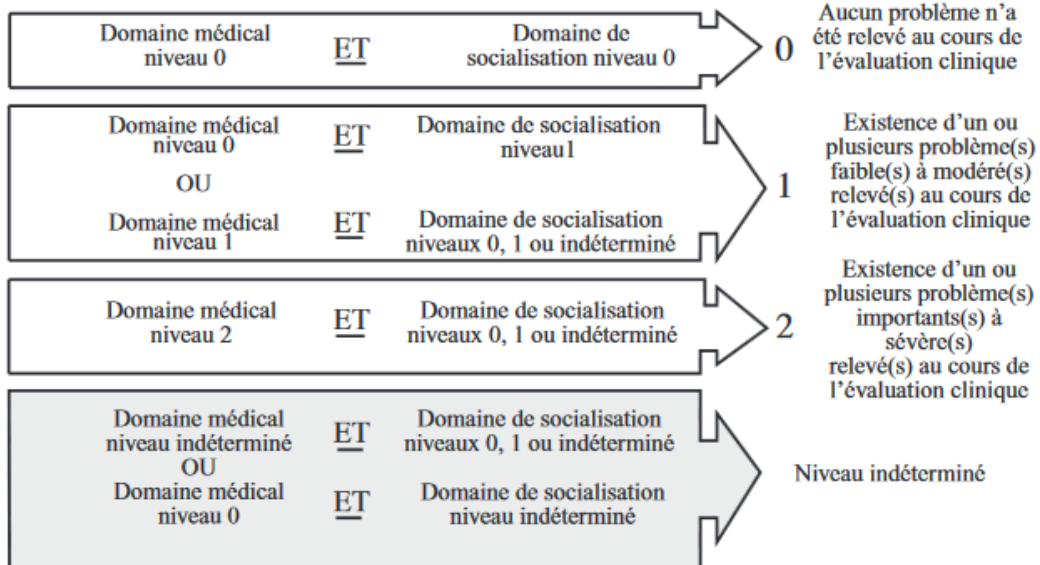 Domaine médical
niveau 0
ET
Domaine de
socialisation niveau 0
0
Aucun problème n’a
été relevé au cours de
l’évaluation clinique
Domaine médical
niveau 0
ET
Domaine de socialisation
niveau1
OU
Domaine médical
niveau 1
ET
Domaine de socialisation
niveaux 0, 1 ou indéterminé
1
Existence d’un ou
plusieurs problème(s)
faible(s) à modéré(s)
relevé(s) au cours de
l’évaluation clinique
Domaine médical
niveau 2
ET
Domaine de socialisation
niveaux 0, 1 ou indéterminé
2
Existence d’un ou
plusieurs problème(s)
importants(s) à
sévère(s)
relevé(s) au cours de
l’évaluation clinique
Domaine médical
niveau indéterminé
ET
Domaine de socialisation
niveaux 0, 1 ou indéterminé
OU
Domaine médical
niveau 0
ET
Domaine de socialisation
niveau indéterminé
Niveau indéterminé